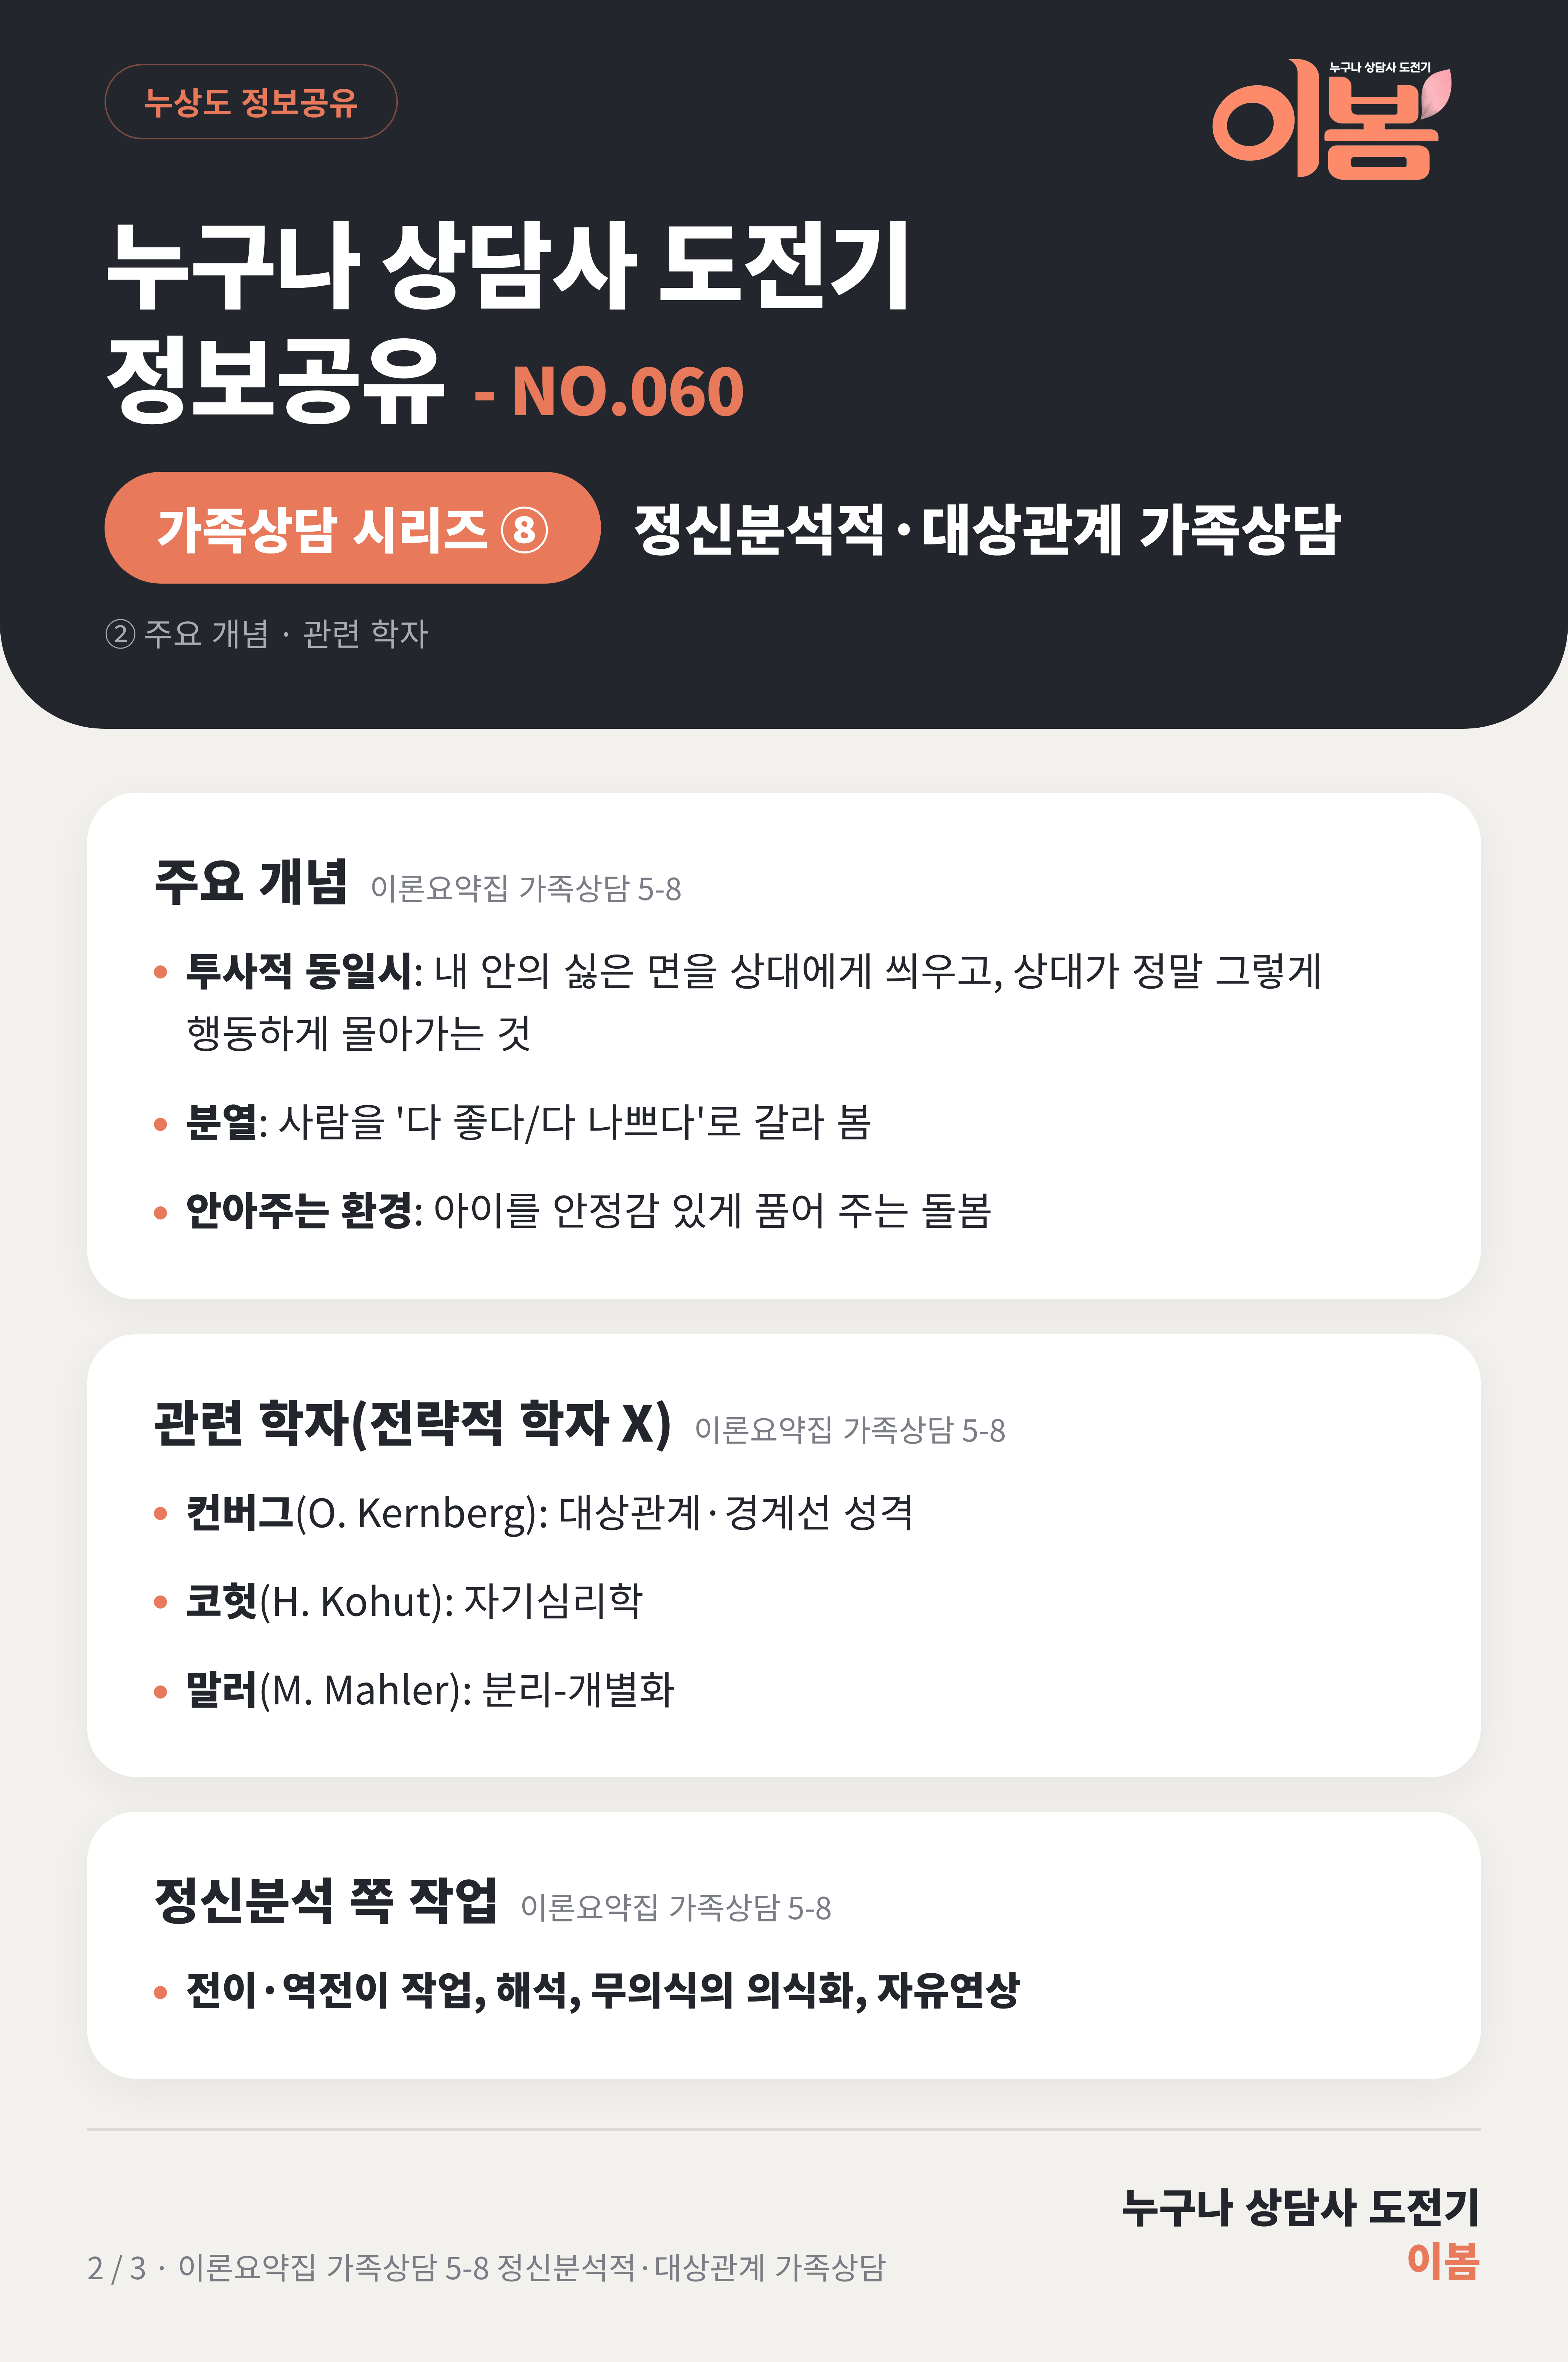 누상도 정보공유
누구나 상담사 도전기
이봄
누구나 상담사 도전기
정보공유 - NO.060
가족상담 시리즈 ⑧ 정신분석적·대상관계 가족상담
② 주요 개념 · 관련 학자
주요 개념 이론요약집 가족상담 5-8
• 투사적 동일시: 내 안의 싫은 면을 상대에게 씌우고, 상대가 정말 그렇게
행동하게 몰아가는 것
• 분열: 사람을 '다 좋다/다 나쁘다'로 갈라 봄
• 안아주는 환경: 아이를 안정감 있게 품어 주는 돌봄
관련 학자(전략적 학자 X) 이론요약집 가족상담 5-8
• 컨버그(O. Kernberg): 대상관계·경계선 성격
• 코헛(H. Kohut): 자기심리학
• 말러(M. Mahler): 분리-개별화
정신분석 쪽 작업 이론요약집 가족상담 5-8
• 전이·역전이 작업, 해석, 무의식의 의식화, 자유연상
누구나 상담사 도전기
2 / 3 · 이론요약집 가족상담 5-8 정신분석적·대상관계 가족상담
이봄